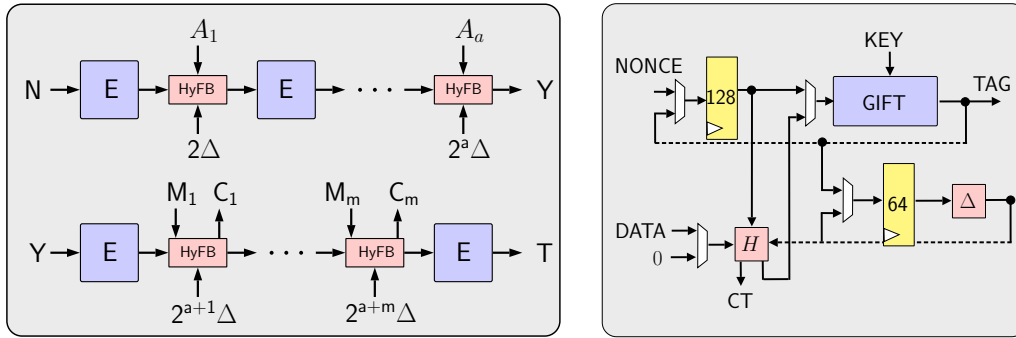 A₁ Aₐ
N E HyFB E · · · HyFB Y
2Δ 2ᵃΔ
M₁ C₁ Mₘ Cₘ
Y E HyFB · · · HyFB E T
2ᵃ⁺¹Δ 2ᵃ⁺ᵐΔ
KEY
NONCE 128 GIFT TAG
64 Δ
DATA H
0
CT